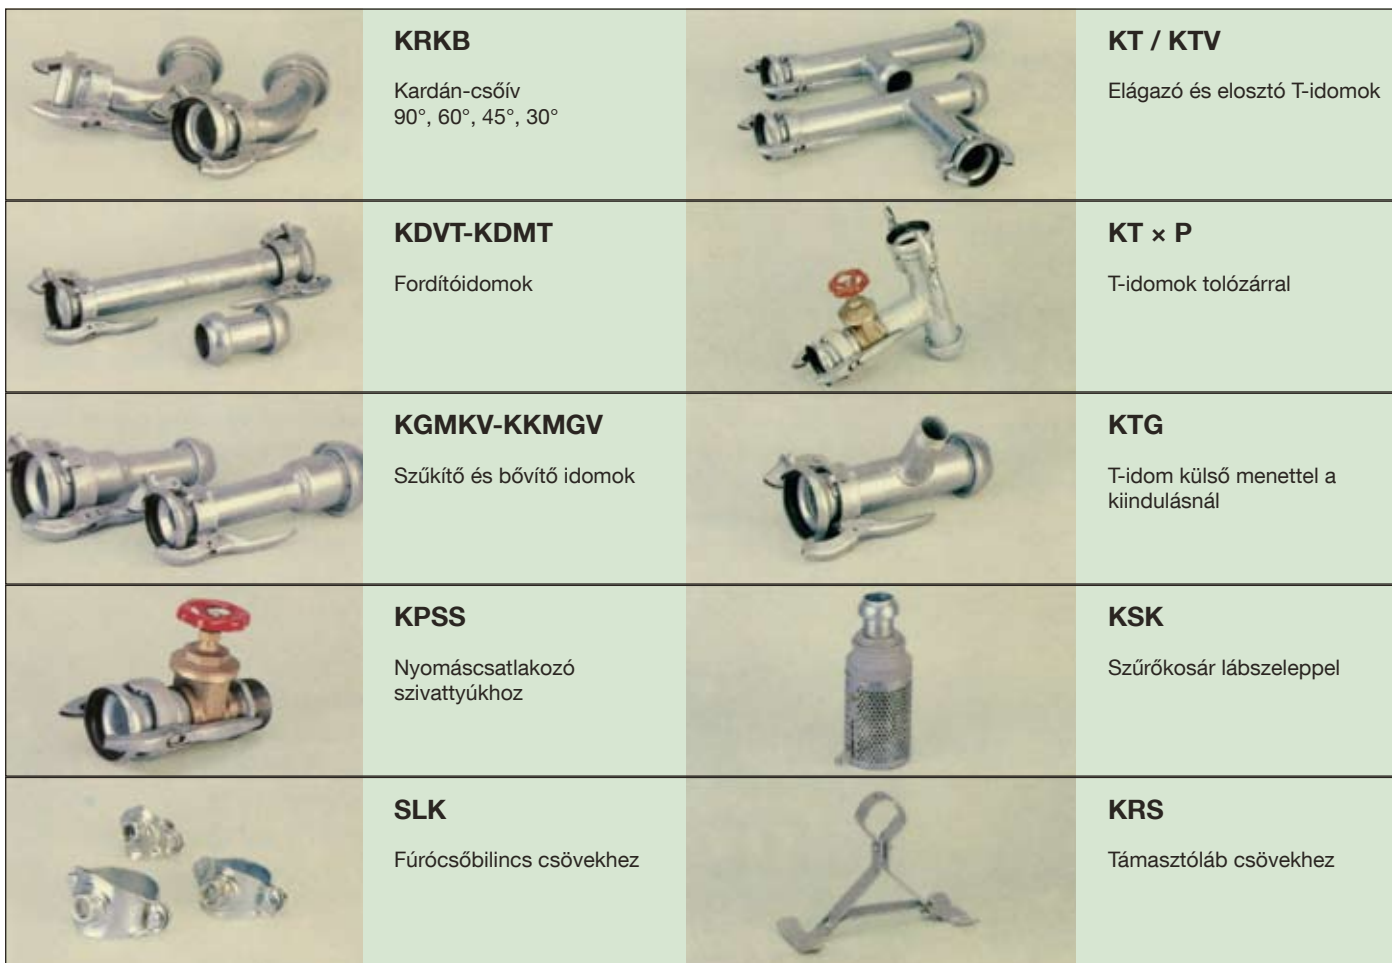 KRKB
Kardán-csőív
90°, 60°, 45°, 30°
KT / KTV
Elágazó és elosztó T-idomok
KDVT-KDMT
Fordítóidomok
KT × P
T-idomok tolózárral
KGMKV-KKMGV
Szűkítő és bővítő idomok
KTG
T-idom külső menettel a
kiindulásnál
KPSS
Nyomáscsatlakozó
szivattyúkhoz
KSK
Szűrőkosár lábszeleppel
SLK
Fúrócsőbilincs csövekhez
KRS
Támasztóláb csövekhez